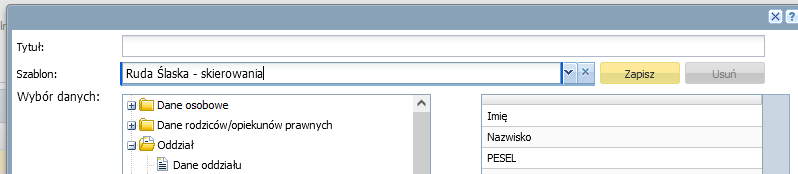 Tytuł:
Szablon: Ruda Ślaska - skierowania Zapisz Usuń
Wybór danych:
Dane osobowe
Dane rodziców/opiekunów prawnych
Oddział
Dane oddziału
Imię
Nazwisko
PESEL